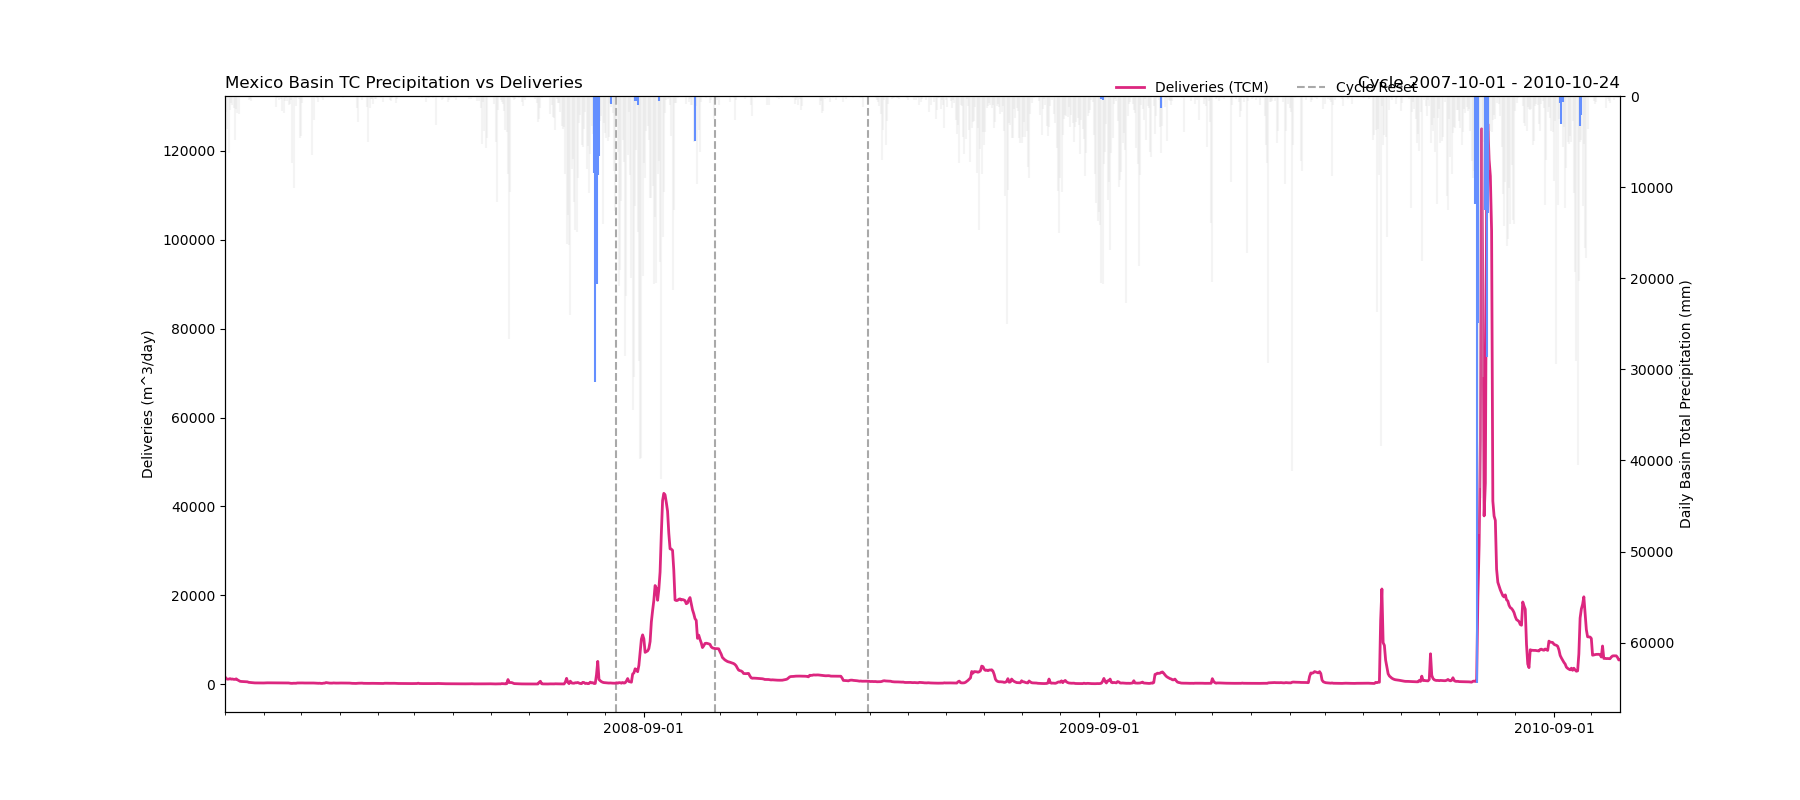 Mexico Basin TC Precipitation vs Deliveries
Deliveries (TCM)
Cycle Reset
Cycle 2007-10-01 - 2010-10-24
Deliveries (m^3/day)
120000
100000
80000
60000
40000
20000
0
0
10000
20000
30000
40000
50000
60000
Daily Basin Total Precipitation (mm)
2008-09-01
2009-09-01
2010-09-01